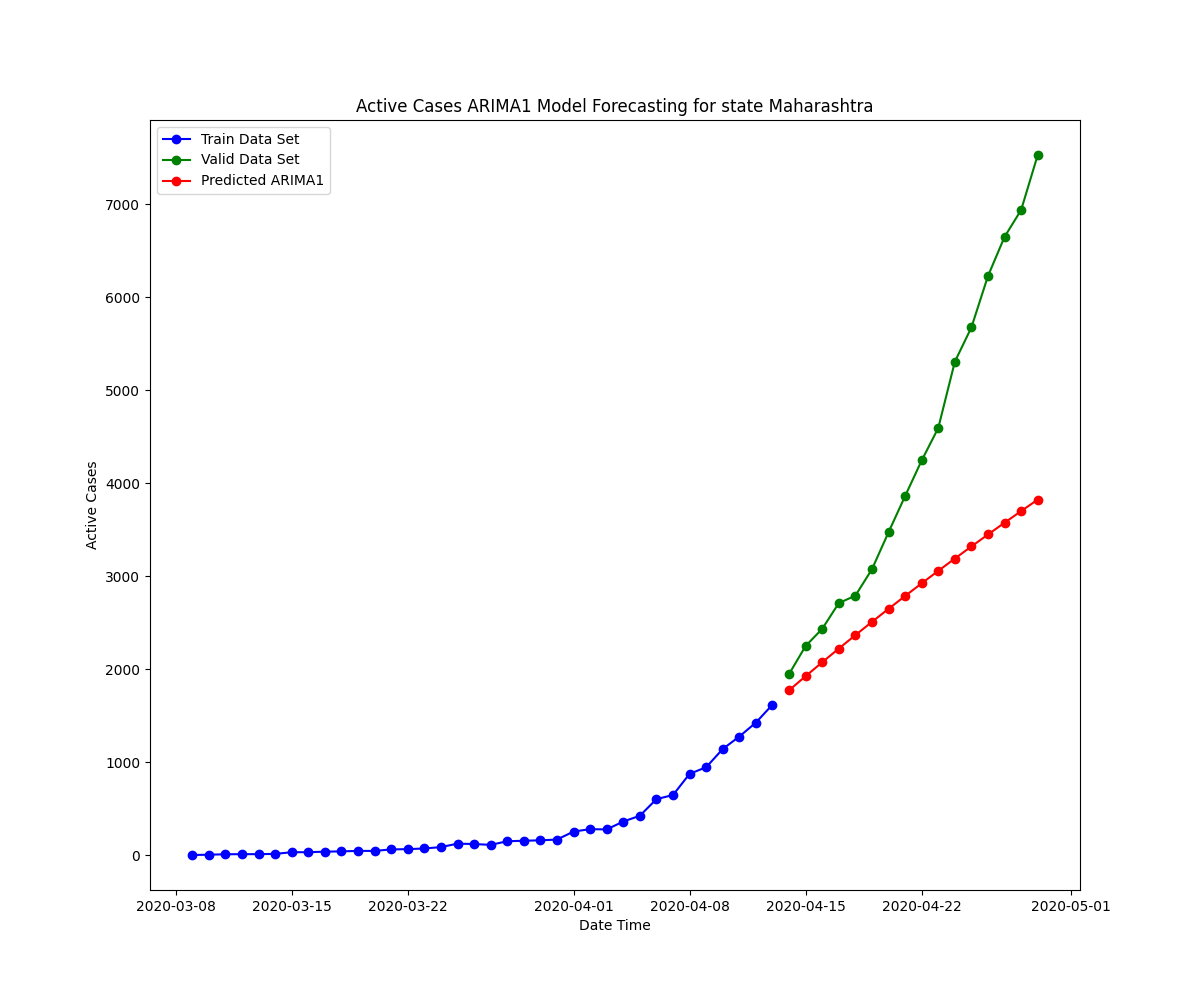 Active Cases ARIMA1 Model Forecasting for state Maharashtra
Train Data Set
Valid Data Set
Predicted ARIMA1
7000
6000
5000
4000
3000
2000
1000
0
Active Cases
2020-03-08 2020-03-15 2020-03-22 2020-04-01 2020-04-08 2020-04-15 2020-04-22 2020-05-01
Date Time